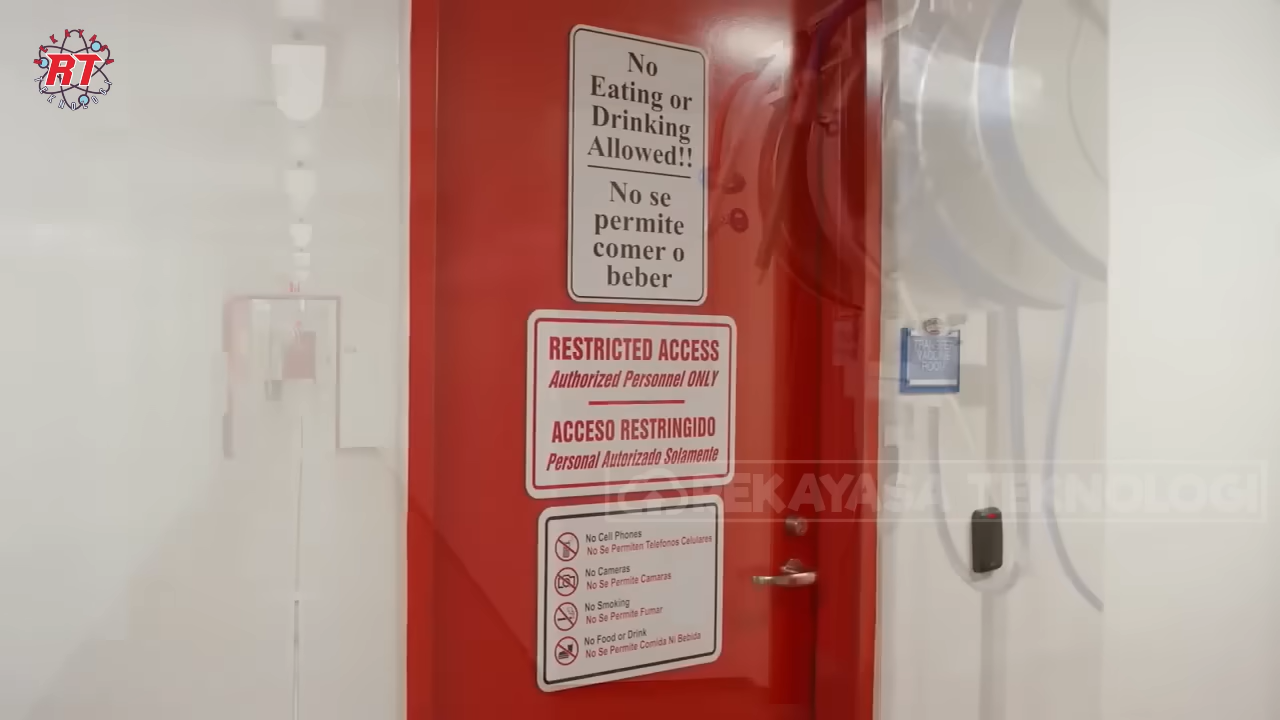 RT
No
Eating or
Drinking
Allowed!!
No se
permite
comer o
beber
RESTRICTED ACCESS
Authorized Personnel ONLY
ACCESO RESTRINGIDO
Personal Autorizado Solamente
No Cell Phones
No Se Permiten Telefonos Celulares
No Cameras
No Se Permite Camaras
No Smoking
No Se Permite Fumar
No Food or Drink
No Se Permite Comida Ni Bebida
VACCINE
ROOM
REKAYASA TEKNOLOGI